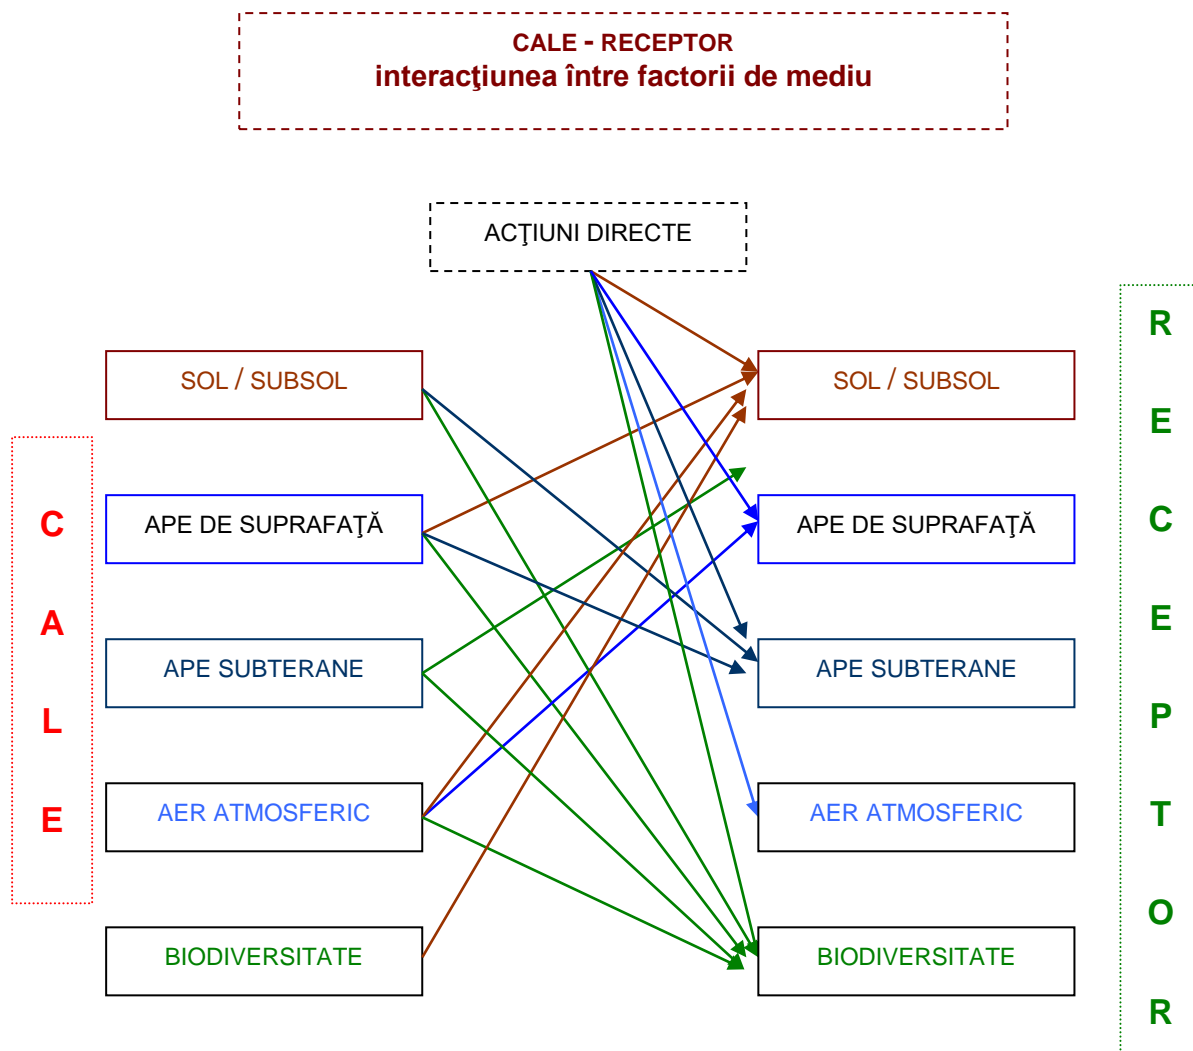 CALE - RECEPTOR
interacţiunea între factorii de mediu
ACŢIUNI DIRECTE
SOL / SUBSOL
APE DE SUPRAFAŢĂ
APE SUBTERANE
AER ATMOSFERIC
BIODIVERSITATE
SOL / SUBSOL
APE DE SUPRAFAŢĂ
APE SUBTERANE
AER ATMOSFERIC
BIODIVERSITATE
C
A
L
E
R
E
C
E
P
T
O
R